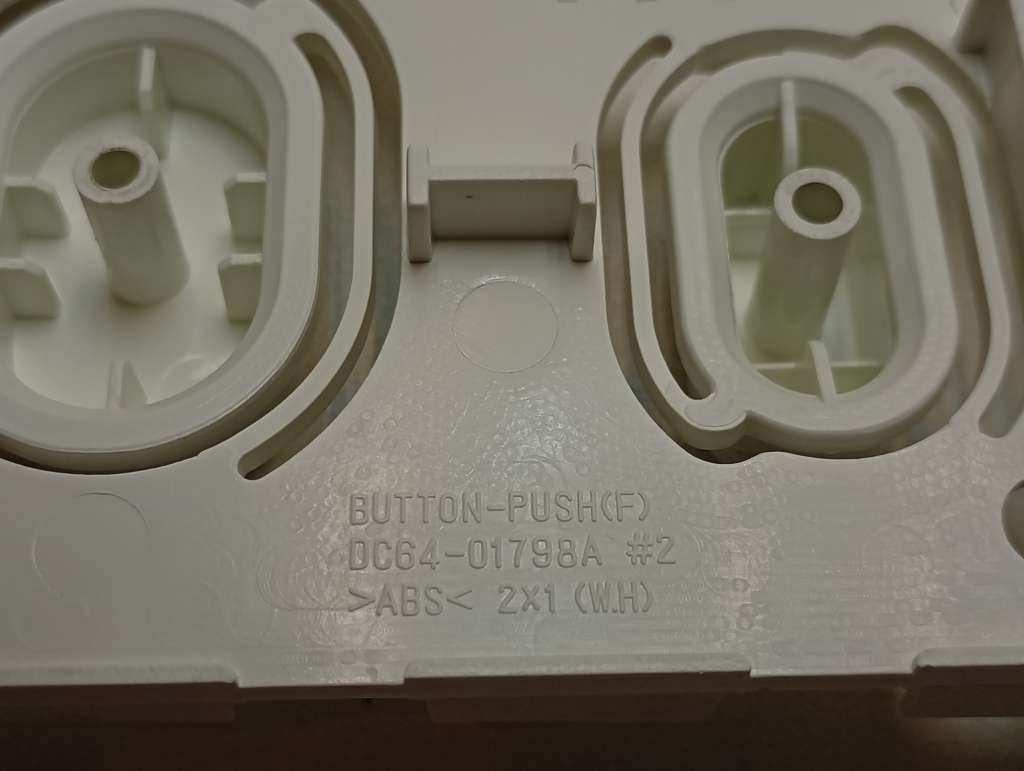 BUTTON-PUSH(F)
DC64-01798A #2
>ABS< 2X1 (W.H)